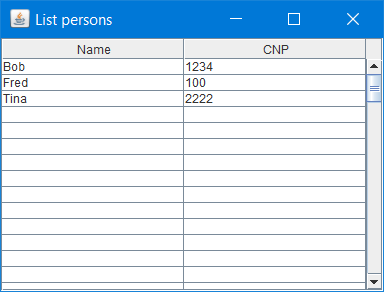 List persons
Name CNP
Bob 1234
Fred 100
Tina 2222